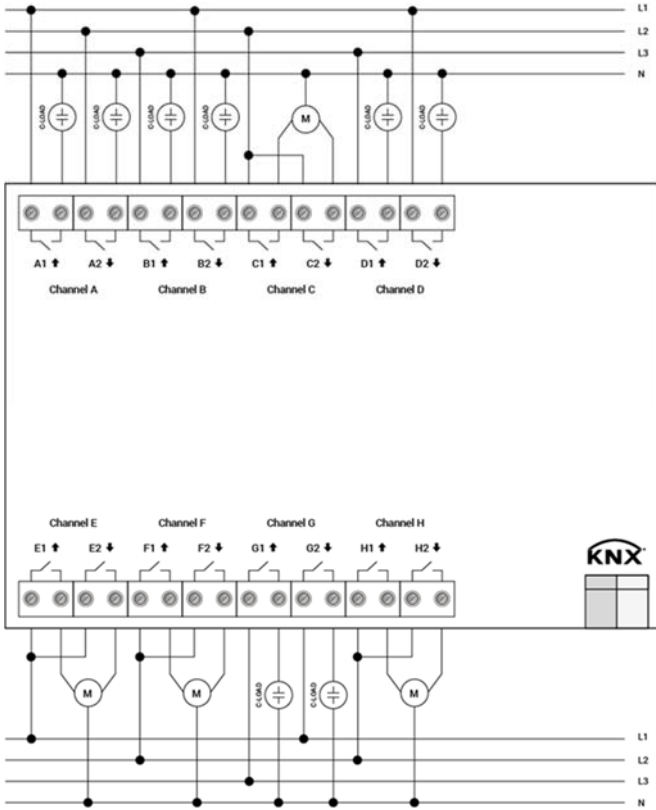 L1
L2
L3
N
C-LOAD C-LOAD C-LOAD C-LOAD M C-LOAD C-LOAD
A1 A2 B1 B2 C1 C2 D1 D2
Channel A Channel B Channel C Channel D
Channel E Channel F Channel G Channel H
E1 E2 F1 F2 G1 G2 H1 H2
KNX
M M C-LOAD C-LOAD M
L1
L2
L3
N